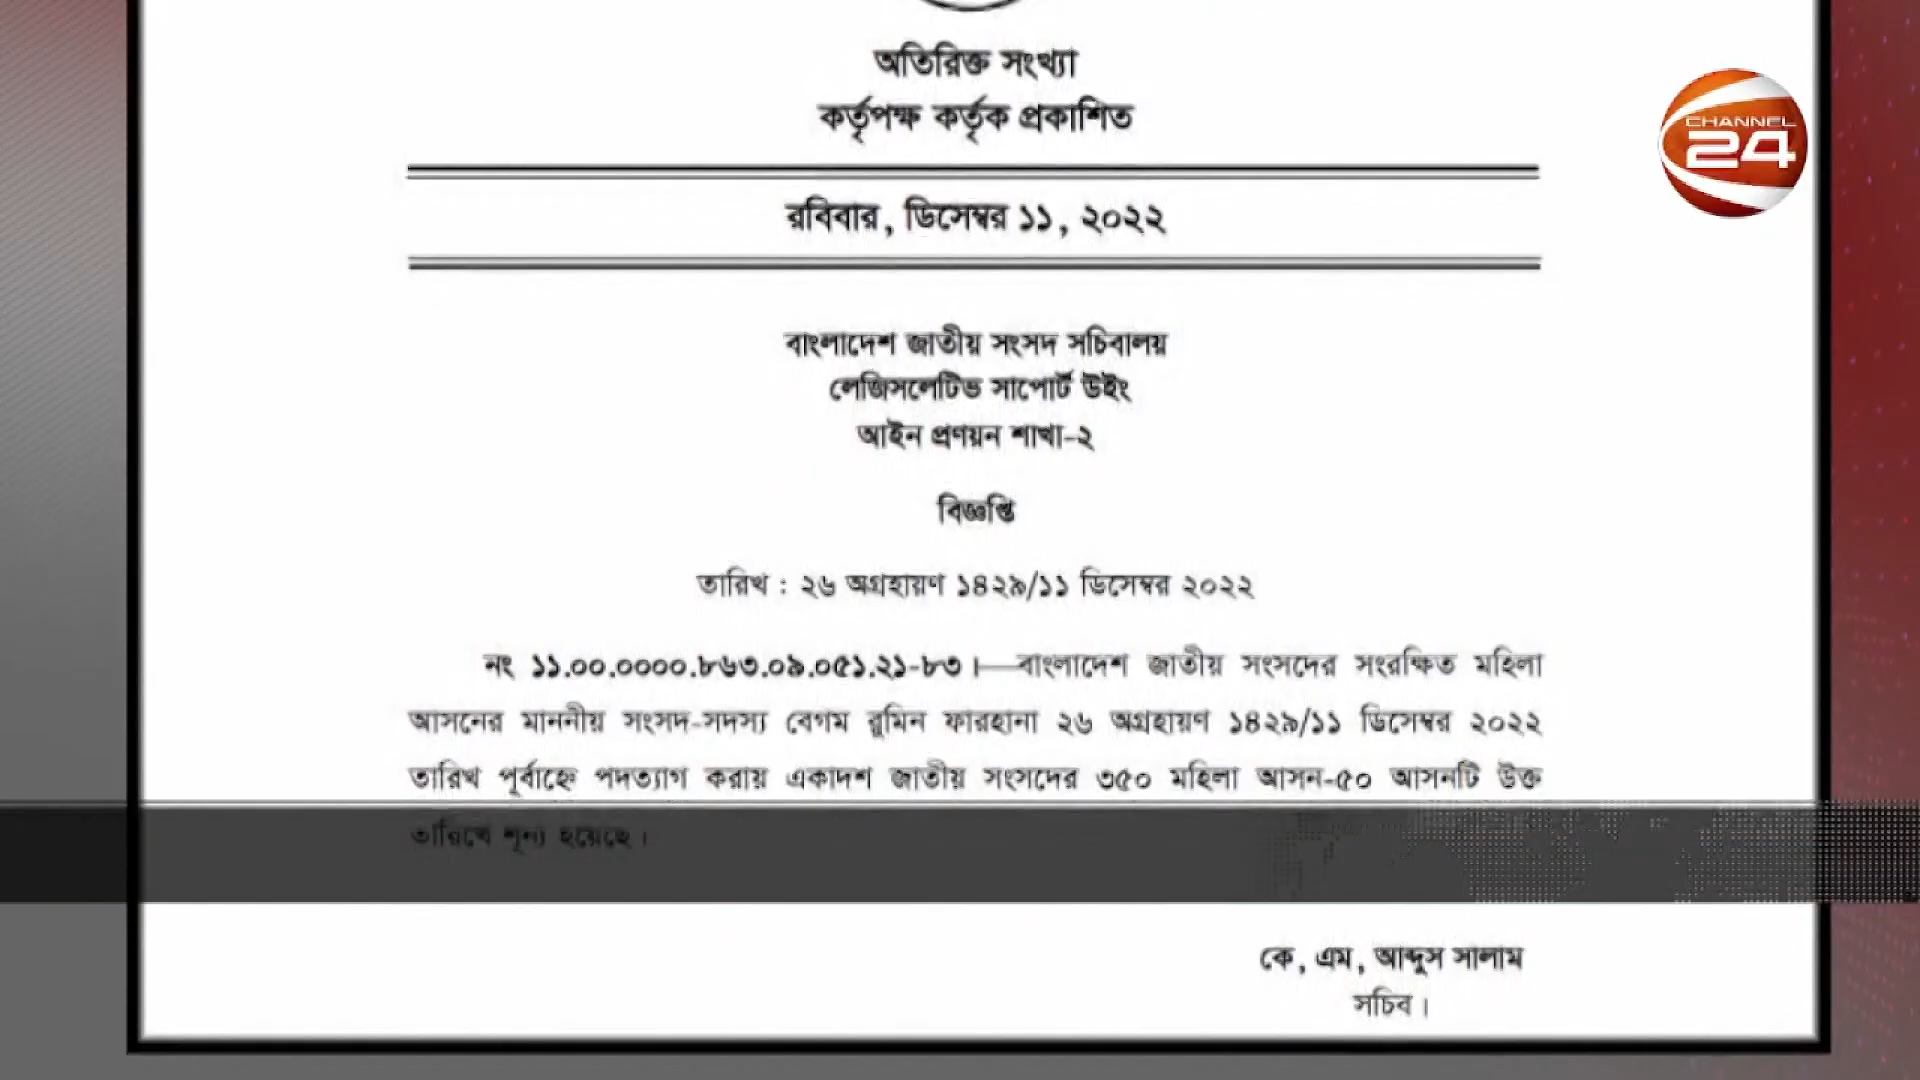 অতিরিক্ত সংখ্যা
কর্তৃপক্ষ কর্তৃক প্রকাশিত
CHANNEL
24
রবিবার, ডিসেম্বর ১১, ২০২২
বাংলাদেশ জাতীয় সংসদ সচিবালয়
লেজিসলেটিভ সাপোর্ট উইং
আইন প্রণয়ন শাখা-২
বিজ্ঞপ্তি
তারিখ : ২৬ অগ্রহায়ণ ১৪২৯/১১ ডিসেম্বর ২০২২
নং ১১.০০.০০০০.৮৬৩.০৯.০৫১.২১-৮৩।—বাংলাদেশ জাতীয় সংসদের সংরক্ষিত মহিলা
আসনের মাননীয় সংসদ-সদস্য বেগম রুমিন ফারহানা ২৬ অগ্রহায়ণ ১৪২৯/১১ ডিসেম্বর ২০২২
তারিখ পূর্বাহ্নে পদত্যাগ করায় একাদশ জাতীয় সংসদের ৩৫০ মহিলা আসন-৫০ আসনটি উক্ত
তারিখে শূন্য হয়েছে।
কে, এম, আব্দুস সালাম
সচিব।